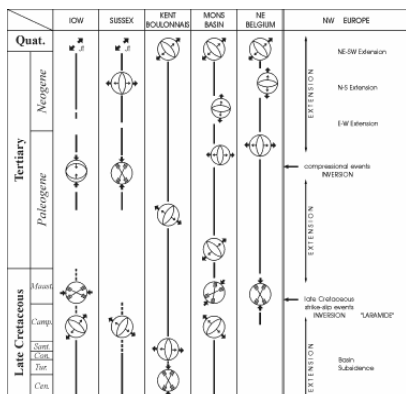 IOW SUSSEX KENT BOULONNAIS MONS BASIN NE BELGIUM NW EUROPE
Quat.
NE-SW Extension
Neogene
N-S Extension
EXTENSION
E-W Extension
Tertiary
compressional events
INVERSION
Paleogene
EXTENSION
Late Cretaceous
Maast.
late Cretaceous
strike-slip events
INVERSION "LARAMIDE"
Camp.
Sant.
Con.
Tur.
Cen.
EXTENSION
Basin
Subsidence